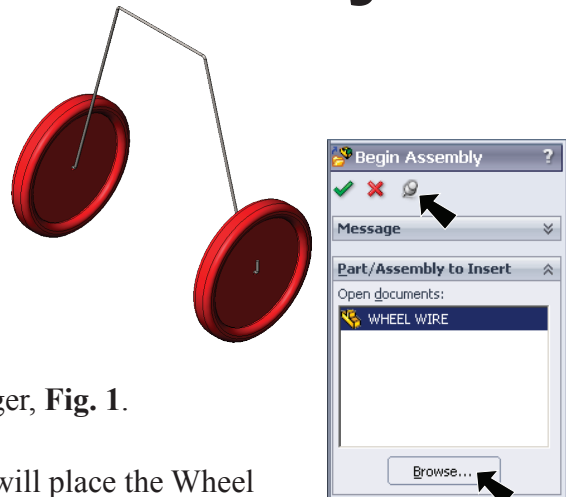 Begin Assembly ?
Message
Part/Assembly to Insert
Open documents:
WHEEL WIRE
Browse...
ger, Fig. 1.
will place the Wheel